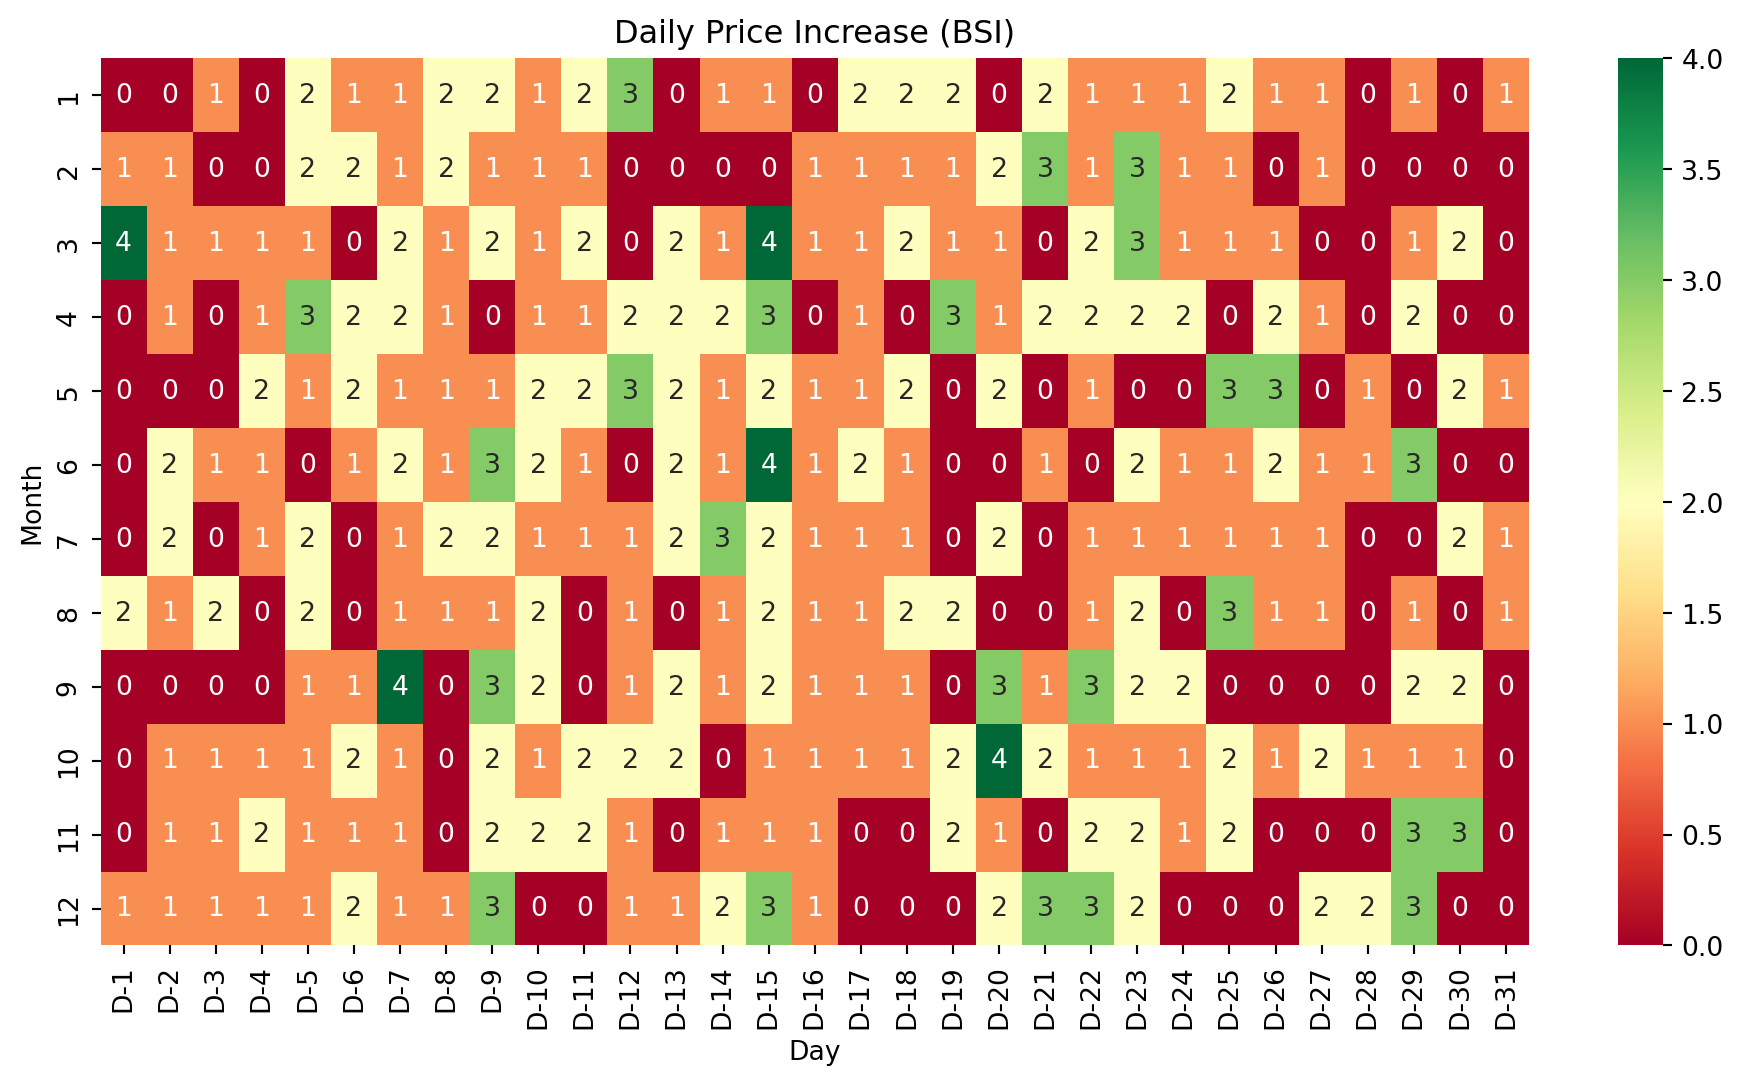 Daily Price Increase (BSI)
1 0 0 1 0 2 1 1 2 2 1 2 3 0 1 1 0 2 2 2 0 2 1 1 1 2 1 1 0 1 0 1
2 1 1 0 0 2 2 1 2 1 1 1 0 0 0 0 1 1 1 1 2 3 1 3 1 1 0 1 0 0 0 0
3 4 1 1 1 1 0 2 1 2 1 2 0 2 1 4 1 1 2 1 1 0 2 3 1 1 1 0 0 1 2 0
4 0 1 0 1 3 2 2 1 0 1 1 2 2 2 3 0 1 0 3 1 2 2 2 2 0 2 1 0 2 0 0
5 0 0 0 2 1 2 1 1 1 2 2 3 2 1 2 1 1 2 0 2 0 1 0 0 3 3 0 1 0 2 1
6 0 2 1 1 0 1 2 1 3 2 1 0 2 1 4 1 2 1 0 0 1 0 2 1 1 2 1 1 3 0 0
7 0 2 0 1 2 0 1 2 2 1 1 1 2 3 2 1 1 1 0 2 0 1 1 1 1 1 1 0 0 2 1
8 2 1 2 0 2 0 1 1 1 2 0 1 0 1 2 1 1 2 2 0 0 1 2 0 3 1 1 0 1 0 1
9 0 0 0 0 1 1 4 0 3 2 0 1 2 1 2 1 1 1 0 3 1 3 2 2 0 0 0 0 2 2 0
10 0 1 1 1 1 2 1 0 2 1 2 2 2 0 1 1 1 1 2 4 2 1 1 1 2 1 2 1 1 1 0
11 0 1 1 2 1 1 1 0 2 2 2 1 0 1 1 1 0 0 2 1 0 2 2 1 2 0 0 0 3 3 0
12 1 1 1 1 1 2 1 1 3 0 0 1 1 2 3 1 0 0 0 2 3 3 2 0 0 0 2 2 3 0 0
Month
D-1 D-2 D-3 D-4 D-5 D-6 D-7 D-8 D-9 D-10 D-11 D-12 D-13 D-14 D-15 D-16 D-17 D-18 D-19 D-20 D-21 D-22 D-23 D-24 D-25 D-26 D-27 D-28 D-29 D-30 D-31
Day
4.0
3.5
3.0
2.5
2.0
1.5
1.0
0.5
0.0